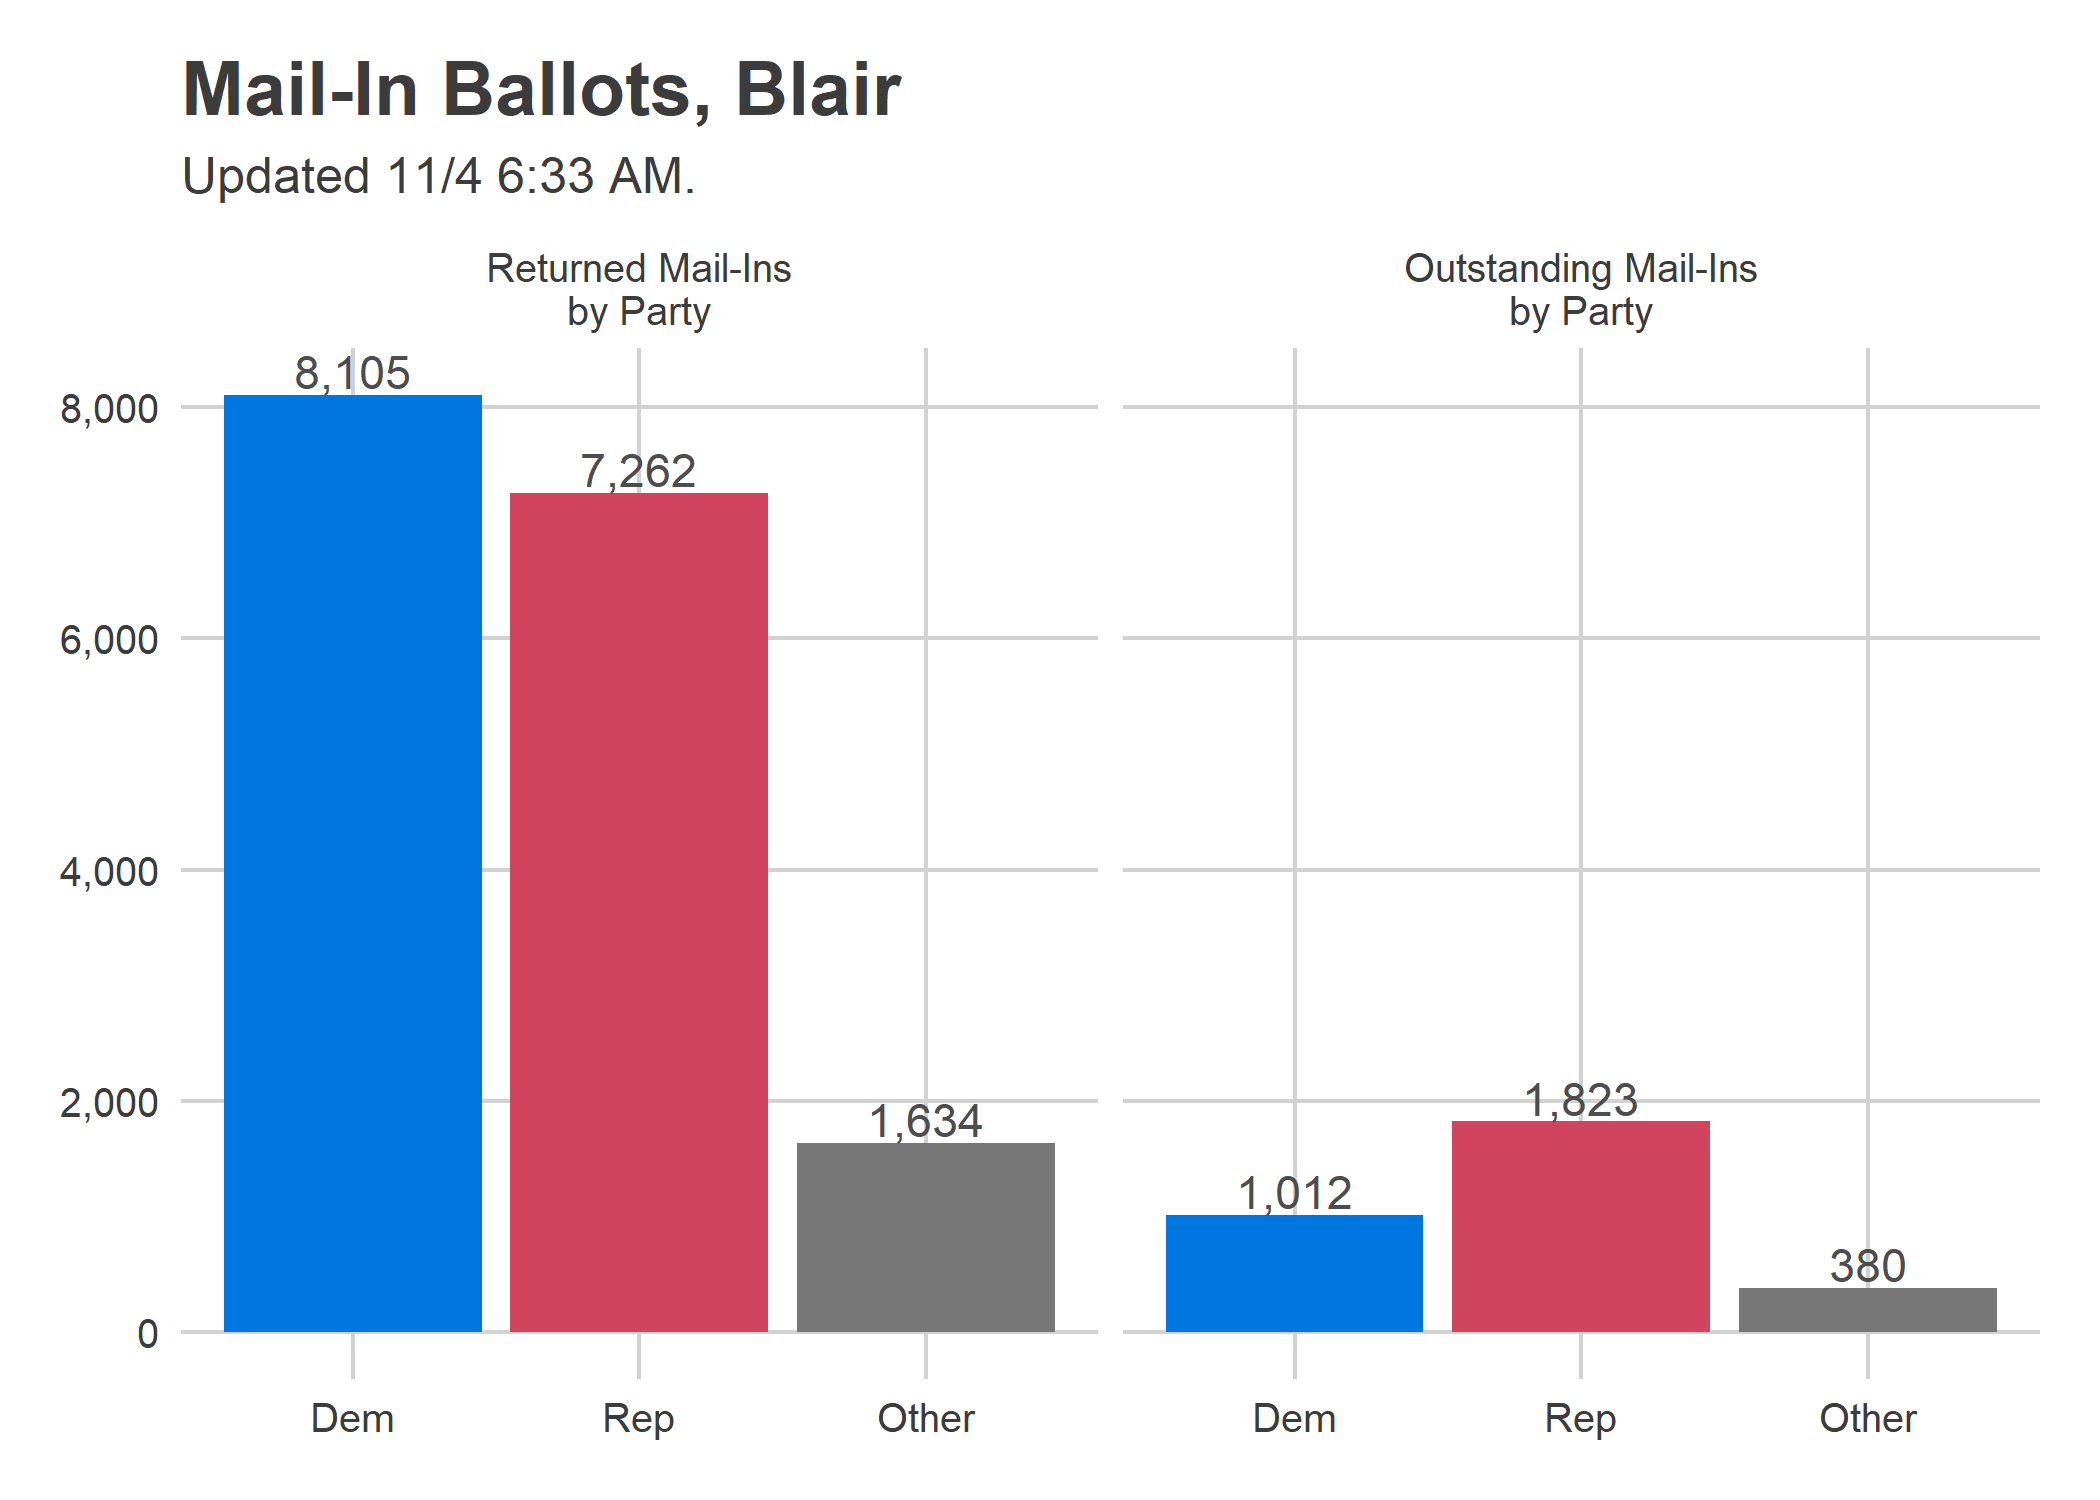 Mail-In Ballots, Blair
Updated 11/4 6:33 AM.
Returned Mail-Ins
by Party
Outstanding Mail-Ins
by Party
8,000
6,000
4,000
2,000
0
8,105
7,262
1,634
1,012
1,823
380
Dem
Rep
Other
Dem
Rep
Other